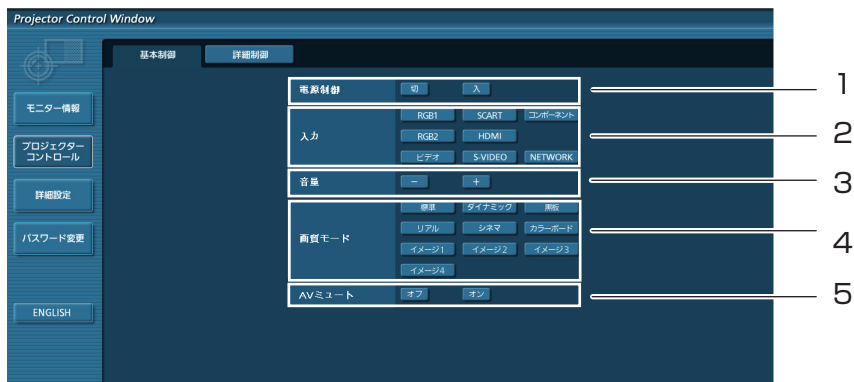 Projector Control Window
基本制御 詳細制御
モニター情報
プロジェクター
コントロール
詳細設定
パスワード変更
ENGLISH
電源制御 切 入 1
入力 RGB1 SCART コンポーネント 2
RGB2 HDMI
ビデオ S-VIDEO NETWORK
音量 - + 3
画質モード 標準 ダイナミック 黒板 4
リアル シネマ カラーボード
イメージ1 イメージ2 イメージ3
イメージ4
AVミュート オフ オン 5